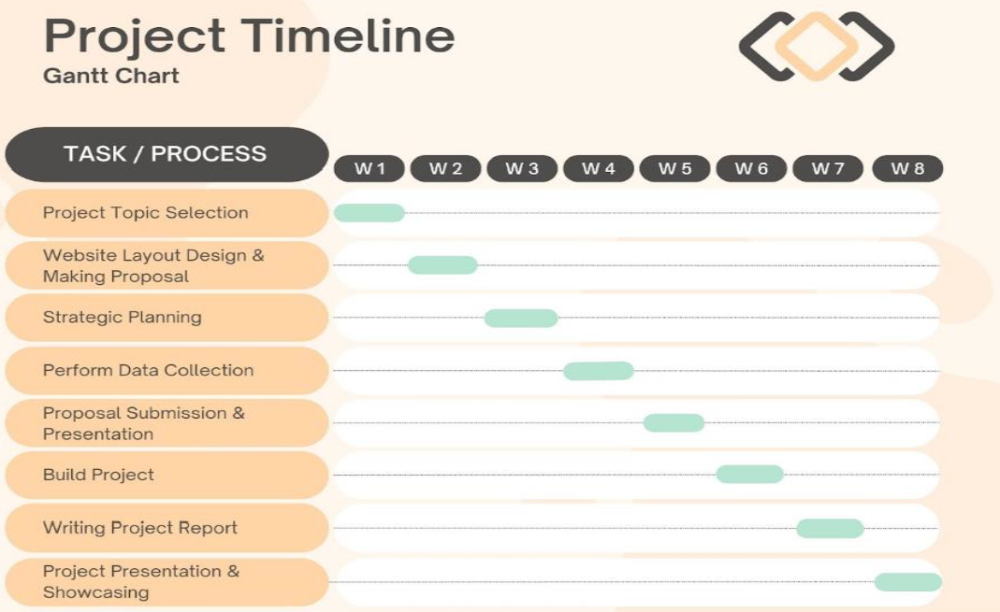 Project Timeline
Gantt Chart
TASK / PROCESS
W 1 W 2 W 3 W 4 W 5 W 6 W 7 W 8
Project Topic Selection
Website Layout Design &
Making Proposal
Strategic Planning
Perform Data Collection
Proposal Submission &
Presentation
Build Project
Writing Project Report
Project Presentation &
Showcasing